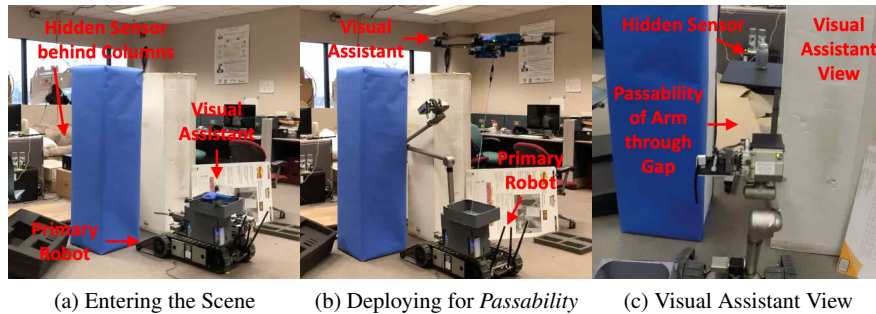 Hidden Sensor
behind Columns
Visual
Assistant
Primary
Robot
Visual
Assistant
Primary
Robot
Hidden Sensor
Visual
Assistant
View
Passability
of Arm
through
Gap
(a) Entering the Scene
(b) Deploying for Passability
(c) Visual Assistant View